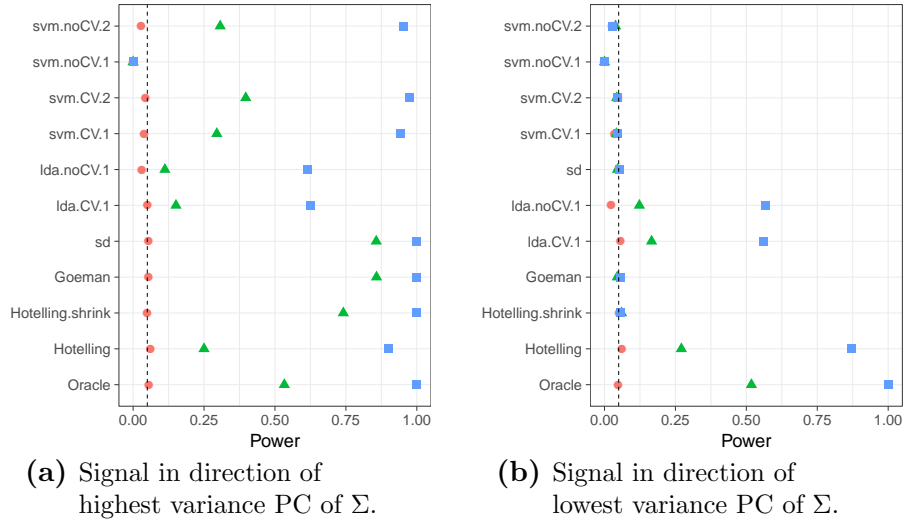 svm.noCV.2
svm.noCV.1
svm.CV.2
svm.CV.1
lda.noCV.1
lda.CV.1
sd
Goeman
Hotelling.shrink
Hotelling
Oracle
0.00 0.25 0.50 0.75 1.00
Power
(a) Signal in direction of
highest variance PC of Σ.
svm.noCV.2
svm.noCV.1
svm.CV.2
svm.CV.1
sd
lda.noCV.1
lda.CV.1
Goeman
Hotelling.shrink
Hotelling
Oracle
0.00 0.25 0.50 0.75 1.00
Power
(b) Signal in direction of
lowest variance PC of Σ.